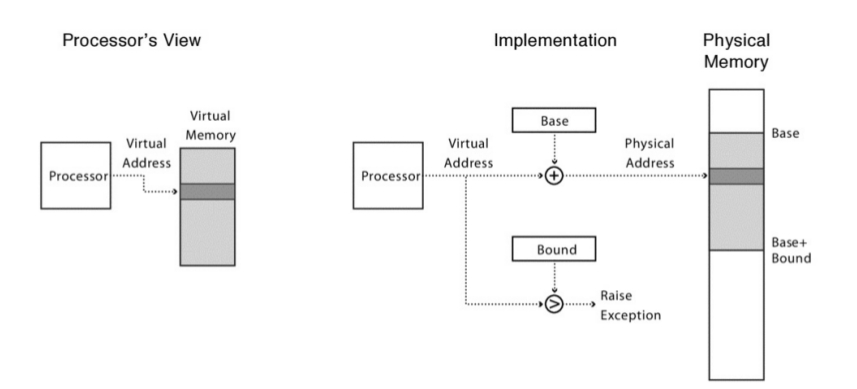 Processor's View
Implementation
Physical
Memory
Virtual
Memory
Virtual
Address
Processor
Base
Virtual
Address
Physical
Address
Processor
+
Base
Bound
Base+
Bound
>
Raise
Exception